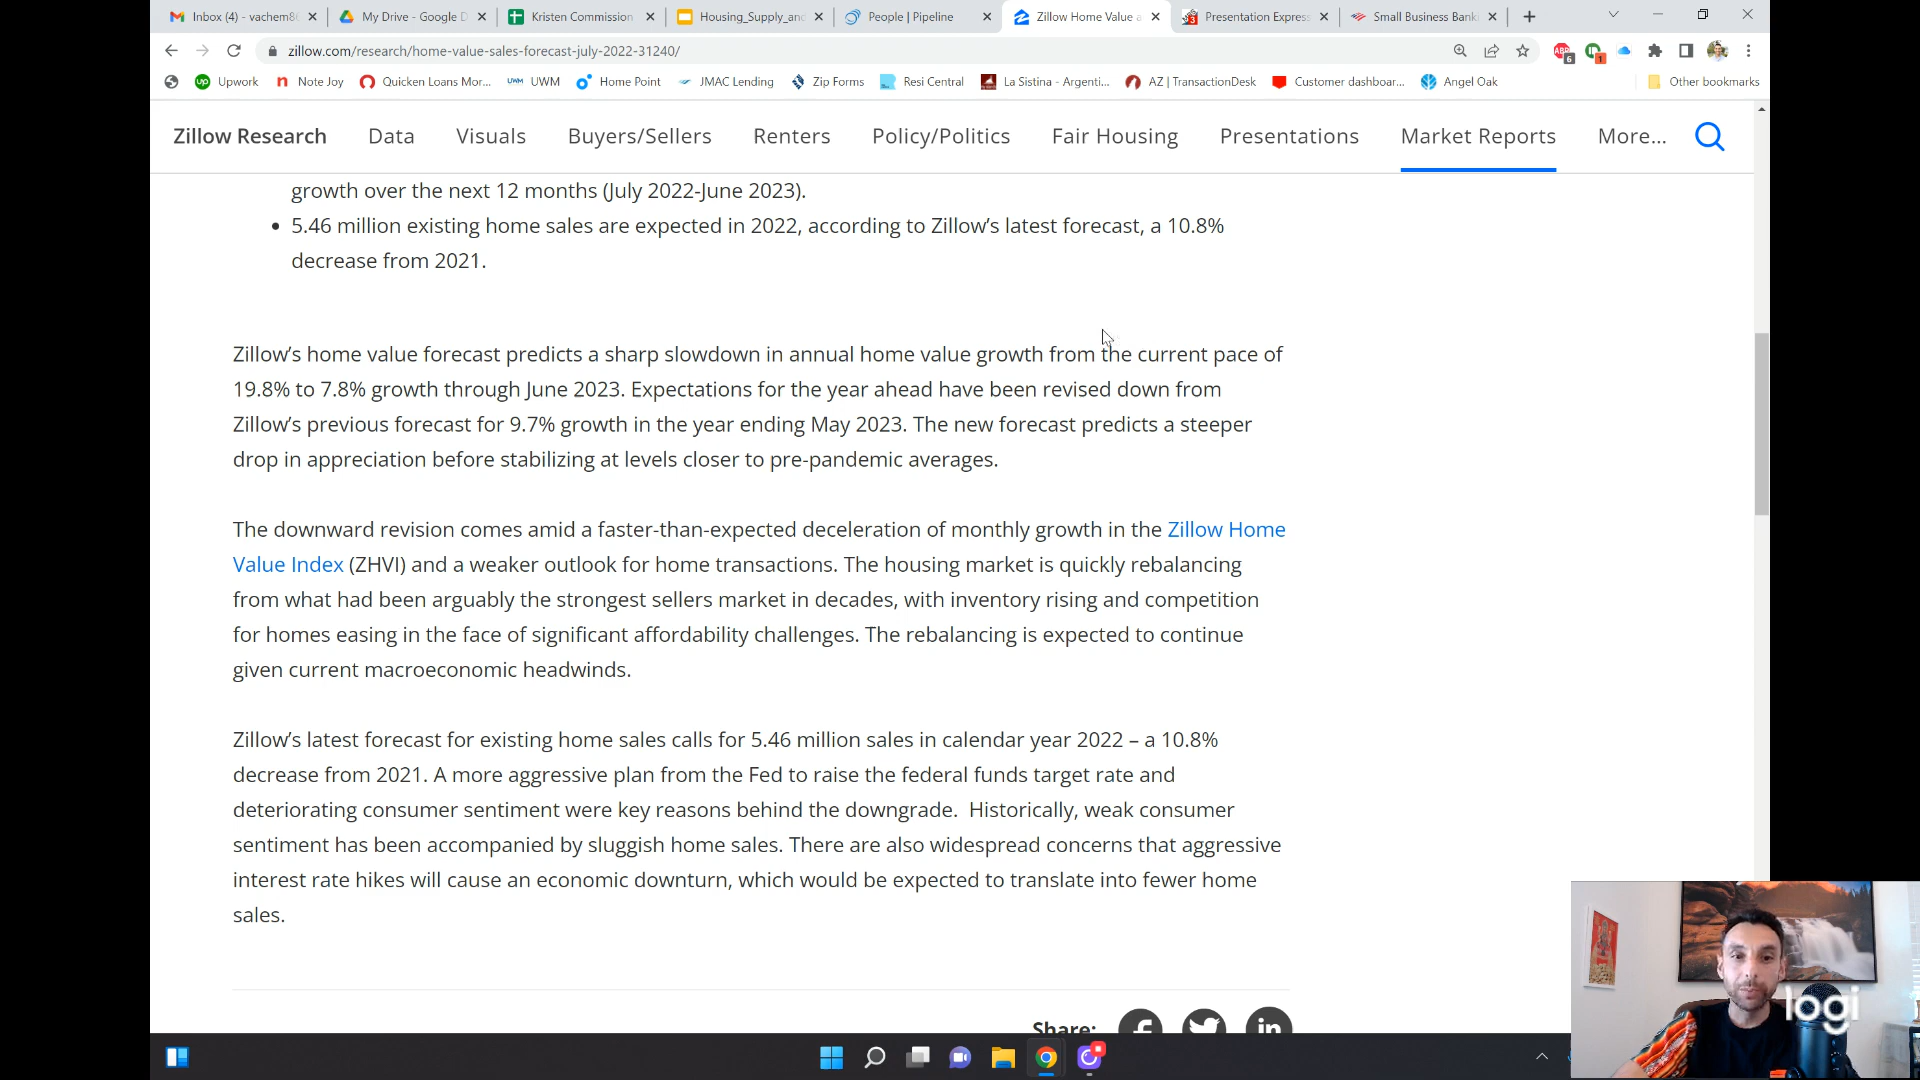 Inbox (4) - vachem8
My Drive - Google D
Kristen Commission
Housing_Supply_and
People | Pipeline
Zillow Home Value a
Presentation Express
Small Business Banki
zillow.com/research/home-value-sales-forecast-july-2022-31240/
ABP
6
1
Upwork
Note Joy
Quicken Loans Mor...
UWM
UWM
Home Point
JMAC Lending
Zip Forms
Resi Central
La Sistina - Argenti...
AZ | TransactionDesk
Customer dashboar...
Angel Oak
Other bookmarks
Zillow Research
Data
Visuals
Buyers/Sellers
Renters
Policy/Politics
Fair Housing
Presentations
Market Reports
More...
growth over the next 12 months (July 2022-June 2023).
• 5.46 million existing home sales are expected in 2022, according to Zillow’s latest forecast, a 10.8%
decrease from 2021.
Zillow’s home value forecast predicts a sharp slowdown in annual home value growth from the current pace of
19.8% to 7.8% growth through June 2023. Expectations for the year ahead have been revised down from
Zillow’s previous forecast for 9.7% growth in the year ending May 2023. The new forecast predicts a steeper
drop in appreciation before stabilizing at levels closer to pre-pandemic averages.
The downward revision comes amid a faster-than-expected deceleration of monthly growth in the Zillow Home
Value Index (ZHVI) and a weaker outlook for home transactions. The housing market is quickly rebalancing
from what had been arguably the strongest sellers market in decades, with inventory rising and competition
for homes easing in the face of significant affordability challenges. The rebalancing is expected to continue
given current macroeconomic headwinds.
Zillow’s latest forecast for existing home sales calls for 5.46 million sales in calendar year 2022 – a 10.8%
decrease from 2021. A more aggressive plan from the Fed to raise the federal funds target rate and
deteriorating consumer sentiment were key reasons behind the downgrade.  Historically, weak consumer
sentiment has been accompanied by sluggish home sales. There are also widespread concerns that aggressive
interest rate hikes will cause an economic downturn, which would be expected to translate into fewer home
sales.
Share:
logi